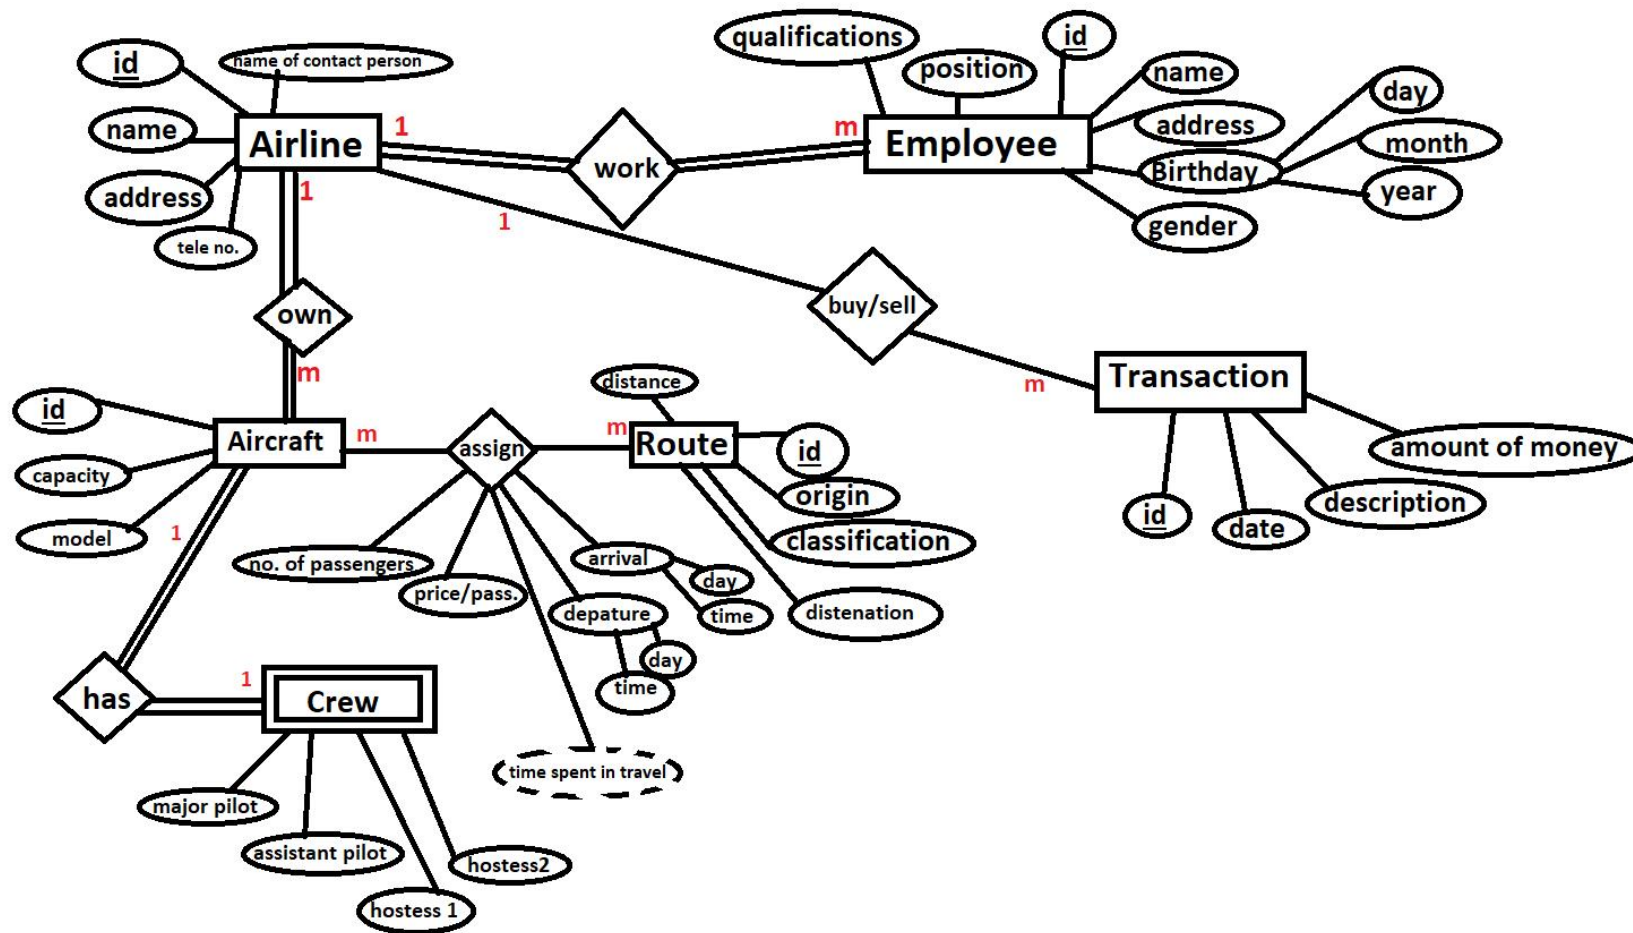 id
name of contact person
name
address
tele no.
Airline
1
work
m
qualifications
position
id
Employee
name
address
Birthday
day
month
year
gender
1
own
m
1
buy/sell
m
Transaction
id
date
description
amount of money
id
capacity
model
Aircraft
m
assign
m
Route
distance
id
origin
classification
distenation
no. of passengers
price/pass.
arrival
day
time
depature
day
time
time spent in travel
1
has
1
Crew
major pilot
assistant pilot
hostess 1
hostess2